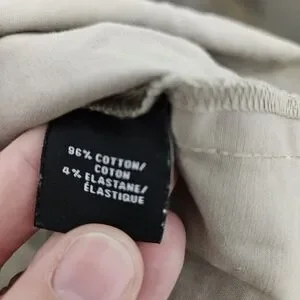 96% COTTON/
COTON
4% ELASTANE/
ÉLASTIQUE